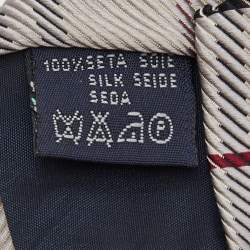 100% SETA SOIE
SILK SEIDE
SEDA
P